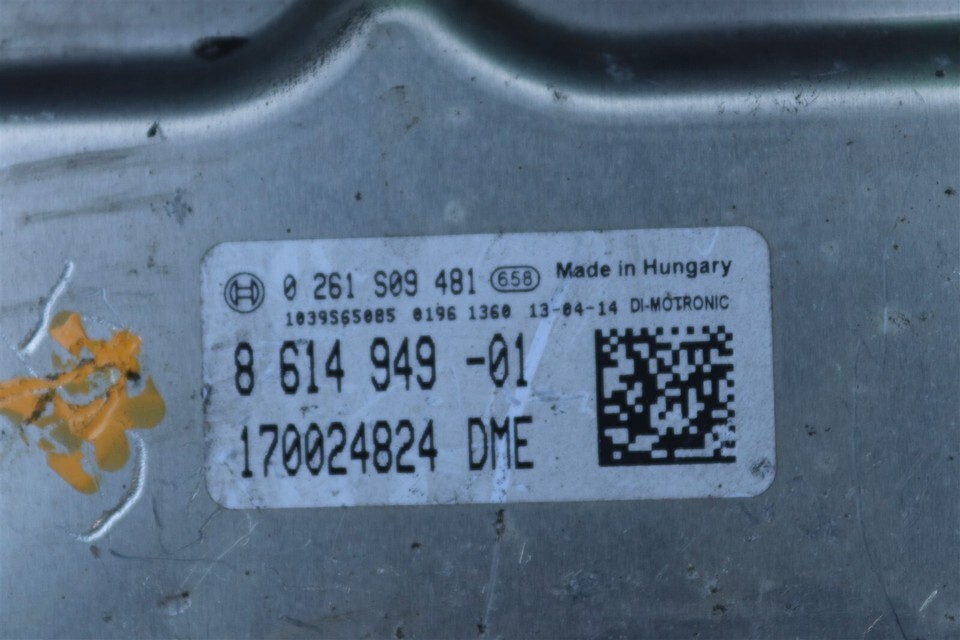 0 261 S09 481 658 Made in Hungary
1039S65085 0196 1360 13-04-14 DI-MOTRONIC
8 614 949 -01
170024824 DME